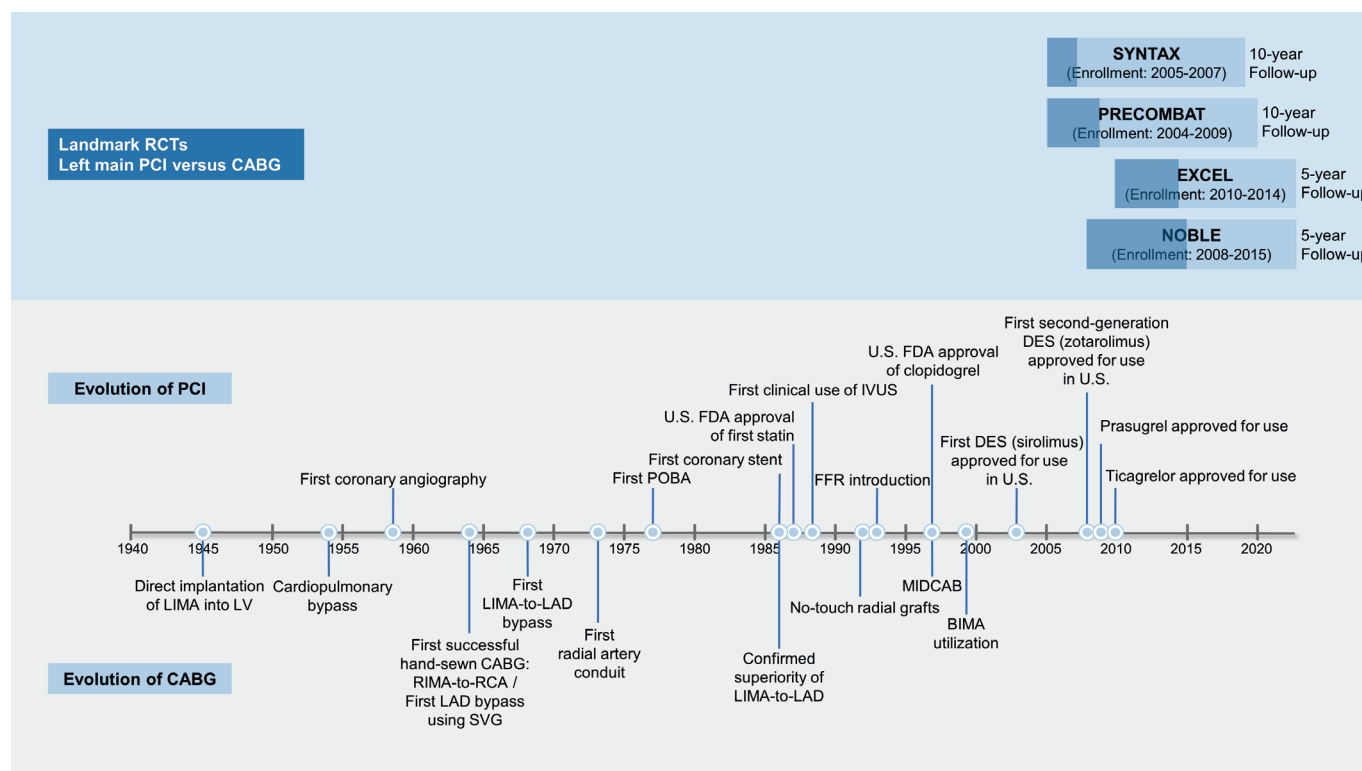 SYNTAX
(Enrollment: 2005-2007)
10-year
Follow-up
PRECOMBAT
(Enrollment: 2004-2009)
10-year
Follow-up
Landmark RCTs
Left main PCI versus CABG
EXCEL
(Enrollment: 2010-2014)
5-year
Follow-up
NOBLE
(Enrollment: 2008-2015)
5-year
Follow-up
Evolution of PCI
First coronary angiography
First POBA
First coronary stent
U.S. FDA approval
of first statin
First clinical use of IVUS
FFR introduction
U.S. FDA approval
of clopidogrel
First DES (sirolimus)
approved for use
in U.S.
First second-generation
DES (zotarolimus)
approved for use
in U.S.
Prasugrel approved for use
Ticagrelor approved for use
1940
1945
1950
1955
1960
1965
1970
1975
1980
1985
1990
1995
2000
2005
2010
2015
2020
Direct implantation
of LIMA into LV
Cardiopulmonary
bypass
First successful
hand-sewn CABG:
RIMA-to-RCA /
First LAD bypass
using SVG
First
LIMA-to-LAD
bypass
First
radial artery
conduit
Confirmed
superiority of
LIMA-to-LAD
No-touch radial grafts
MIDCAB
BIMA
utilization
Evolution of CABG